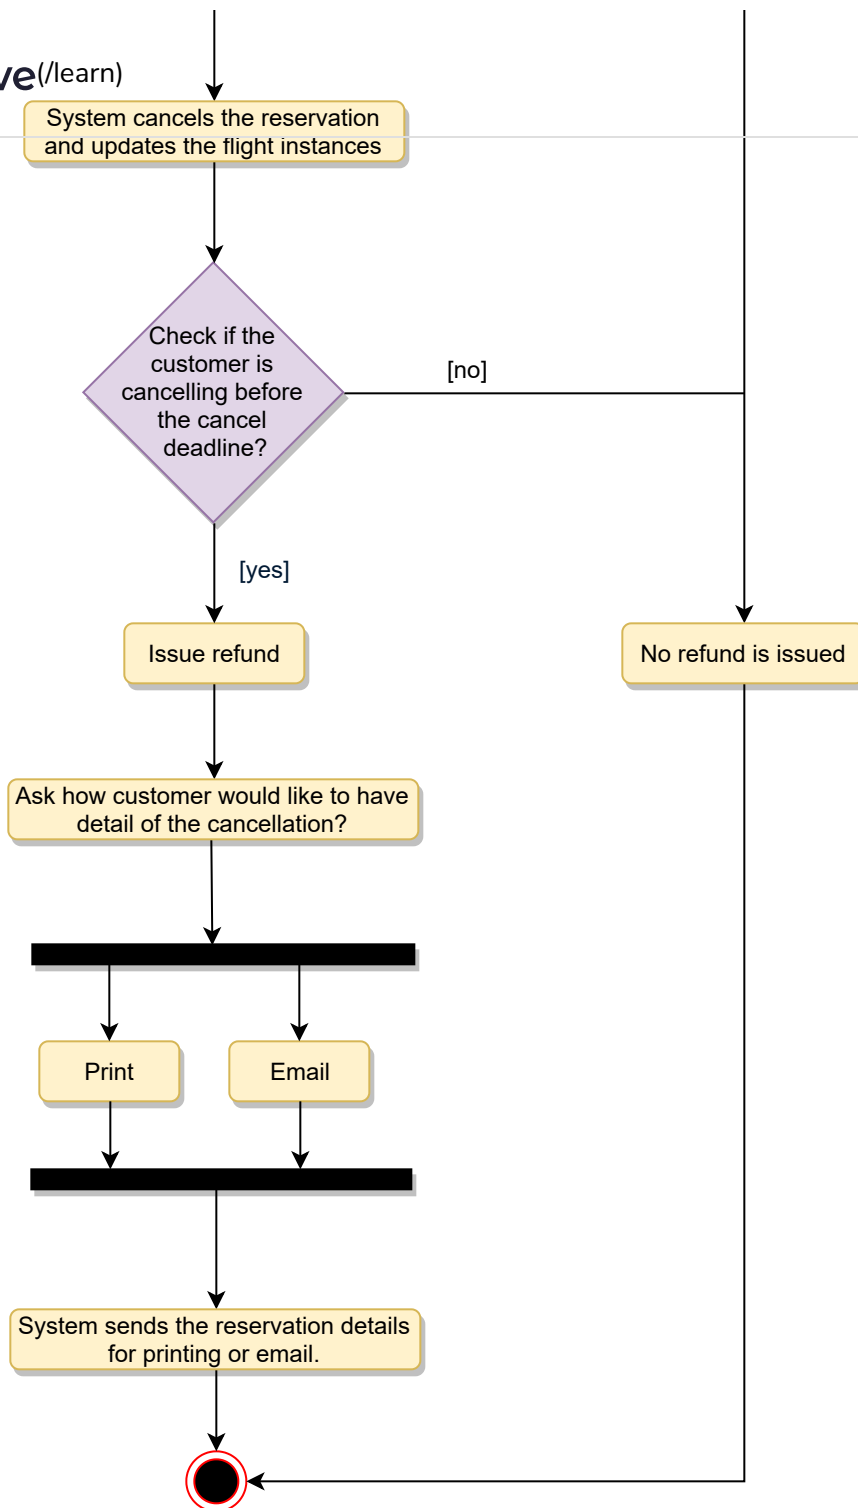 ve(/learn)
System cancels the reservation
and updates the flight instances
Check if the
customer is
cancelling before
the cancel
deadline?
[no]
[yes]
Issue refund
No refund is issued
Ask how customer would like to have
detail of the cancellation?
Print
Email
System sends the reservation details
for printing or email.